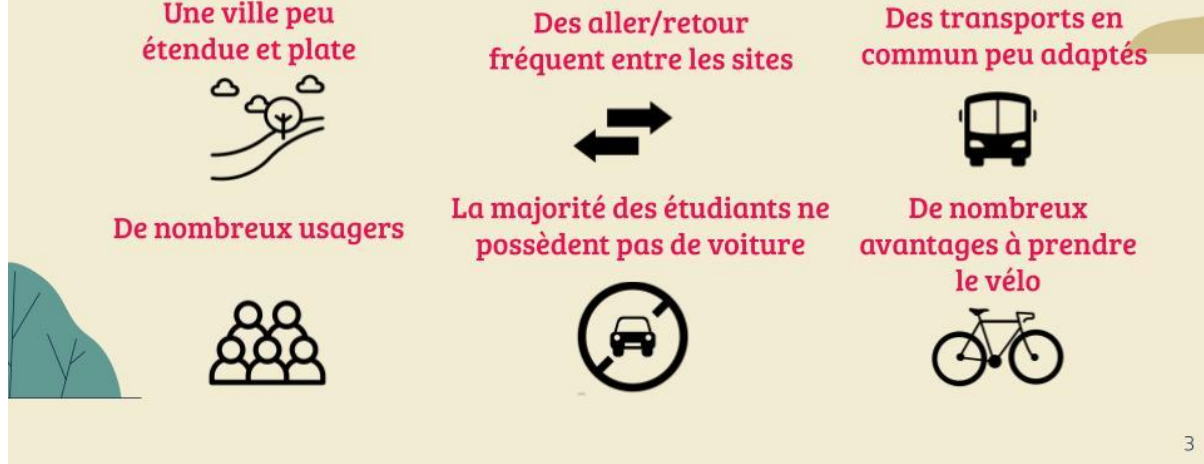 Une ville peu
étendue et plate
Des aller/retour
fréquent entre les sites
Des transports en
commun peu adaptés
De nombreux usagers
La majorité des étudiants ne
possèdent pas de voiture
De nombreux
avantages à prendre
le vélo
3